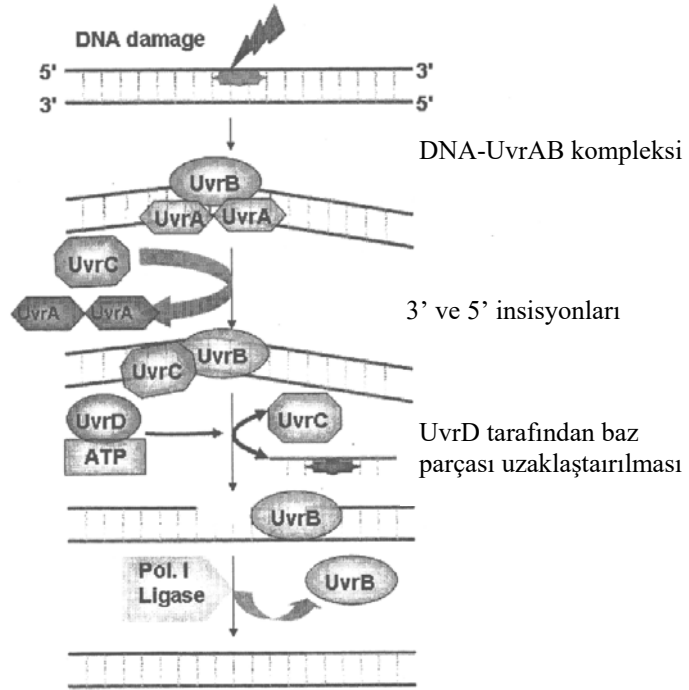 DNA damage
5' 3'
3' 5'
DNA-UvrAB kompleksi
UvrB
UvrA UvrA
UvrC
UvrA UvrA
3’ ve 5’ insisyonları
UvrB
UvrC
UvrD
ATP
UvrC
UvrD tarafından baz
parçası uzaklaştaırılması
UvrB
Pol. I
Ligase
UvrB